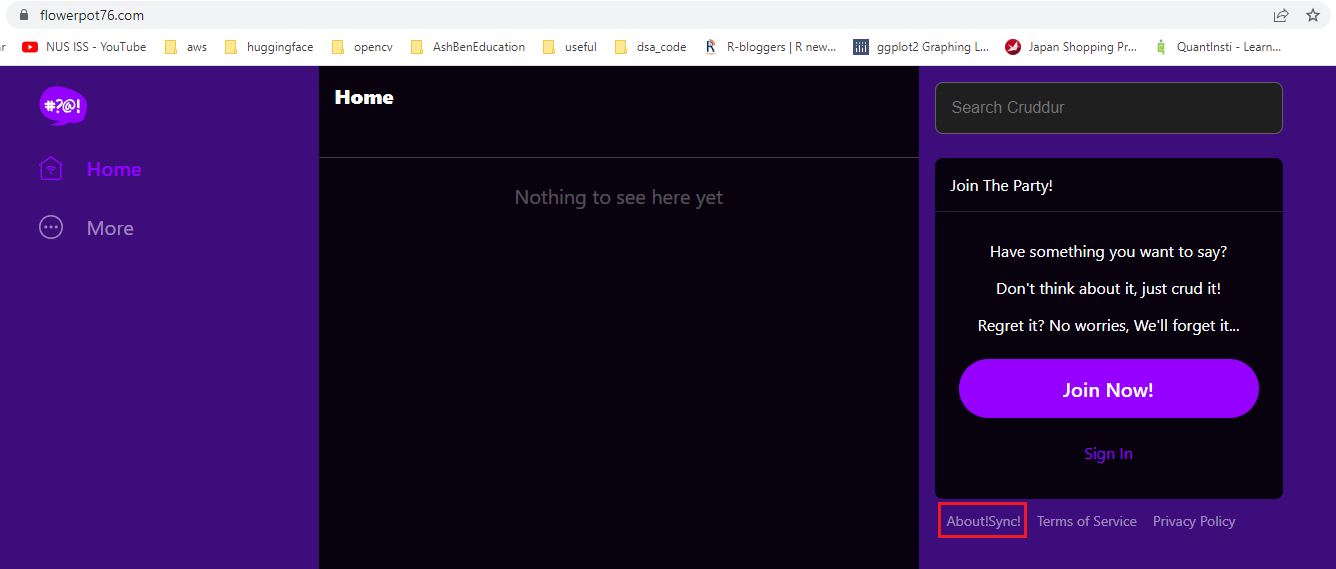 flowerpot76.com
NUS ISS - YouTube aws huggingface opencv AshBenEducation useful dsa_code R-bloggers | R new... ggplot2 Graphing L... Japan Shopping Pr... QuantInsti - Learn...
#?@!
Home
More
Home
Nothing to see here yet
Search Cruddur
Join The Party!
Have something you want to say?
Don't think about it, just crud it!
Regret it? No worries, We'll forget it...
Join Now!
Sign In
About!Sync! Terms of Service Privacy Policy